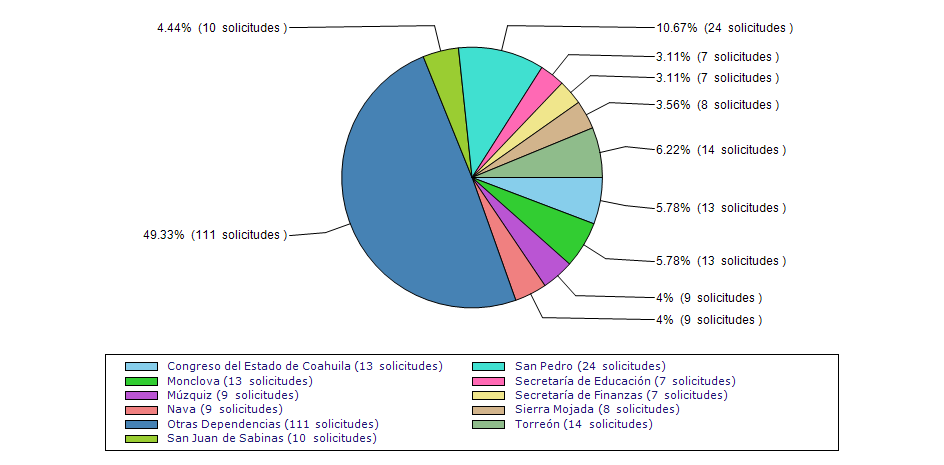 4.44% (10 solicitudes )
10.67% (24 solicitudes )
3.11% (7 solicitudes )
3.11% (7 solicitudes )
3.56% (8 solicitudes )
6.22% (14 solicitudes )
5.78% (13 solicitudes )
49.33% (111 solicitudes )
5.78% (13 solicitudes )
4% (9 solicitudes )
4% (9 solicitudes )
Congreso del Estado de Coahuila (13 solicitudes)
Monclova (13 solicitudes)
Múzquiz (9 solicitudes)
Nava (9 solicitudes)
Otras Dependencias (111 solicitudes)
San Juan de Sabinas (10 solicitudes)
San Pedro (24 solicitudes)
Secretaría de Educación (7 solicitudes)
Secretaría de Finanzas (7 solicitudes)
Sierra Mojada (8 solicitudes)
Torreón (14 solicitudes)